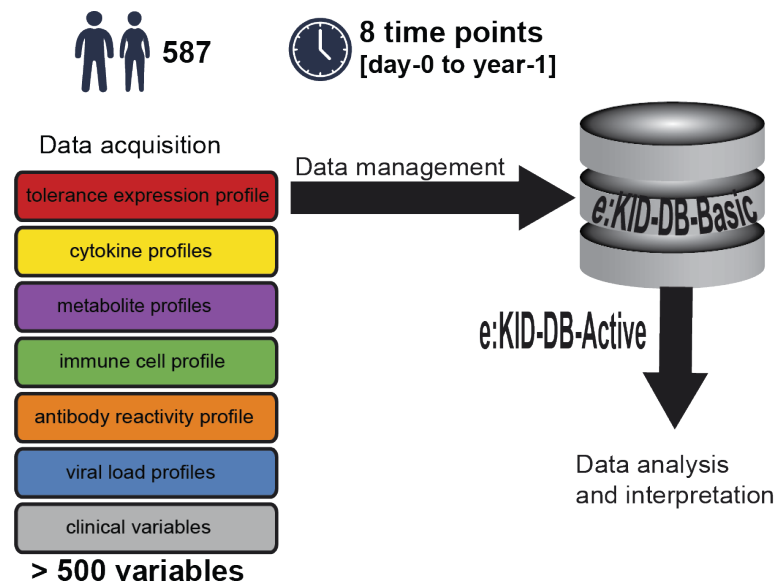 587
8 time points
[day-0 to year-1]
Data acquisition
tolerance expression profile
cytokine profiles
metabolite profiles
immune cell profile
antibody reactivity profile
viral load profiles
clinical variables
> 500 variables
Data management
e:KID-DB-Basic
e:KID-DB-Active
Data analysis
and interpretation